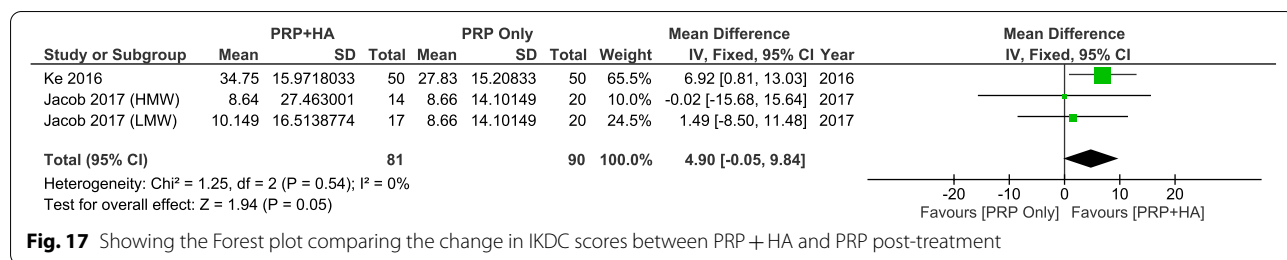 PRP+HA PRP Only Mean Difference Mean Difference
Study or Subgroup Mean SD Total Mean SD Total Weight IV, Fixed, 95% CI Year IV, Fixed, 95% CI
Ke 2016 34.75 15.9718033 50 27.83 15.20833 50 65.5% 6.92 [0.81, 13.03] 2016
Jacob 2017 (HMW) 8.64 27.463001 14 8.66 14.10149 20 10.0% -0.02 [-15.68, 15.64] 2017
Jacob 2017 (LMW) 10.149 16.5138774 17 8.66 14.10149 20 24.5% 1.49 [-8.50, 11.48] 2017
Total (95% CI) 81 90 100.0% 4.90 [-0.05, 9.84]
Heterogeneity: Chi² = 1.25, df = 2 (P = 0.54); I² = 0%
Test for overall effect: Z = 1.94 (P = 0.05)
-20 -10 0 10 20
Favours [PRP Only] Favours [PRP+HA]
Fig. 17 Showing the Forest plot comparing the change in IKDC scores between PRP + HA and PRP post-treatment